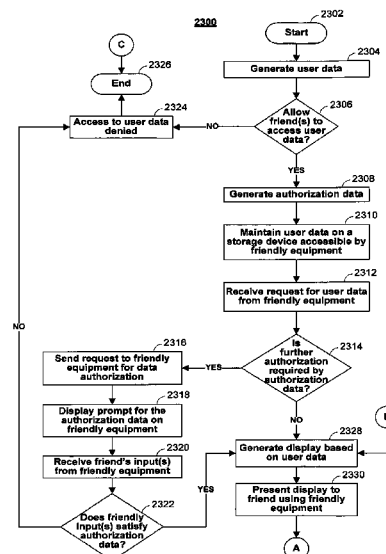 2300
2302
Start
2304
Generate user data
2306
Allow
friend(s) to
access user
data?
NO
C
2326
End
2324
Access to user data
denied
YES
2308
Generate authorization data
2310
Maintain user data on a
storage device accessible by
friendly equipment
2312
Receive request for user data
from friendly equipment
2314
Is
further
authorization
required by
authorization
data?
YES
2316
Send request to friendly
equipment for data
authorization
2318
Display prompt for the
authorization data on
friendly equipment
2320
Receive friend's input(s)
from friendly equipment
2322
Does friendly
input(s) satisfy
authorization
data?
NO
YES
NO
2328
Generate display based
on user data
2330
Present display to
friend using friendly
equipment
A